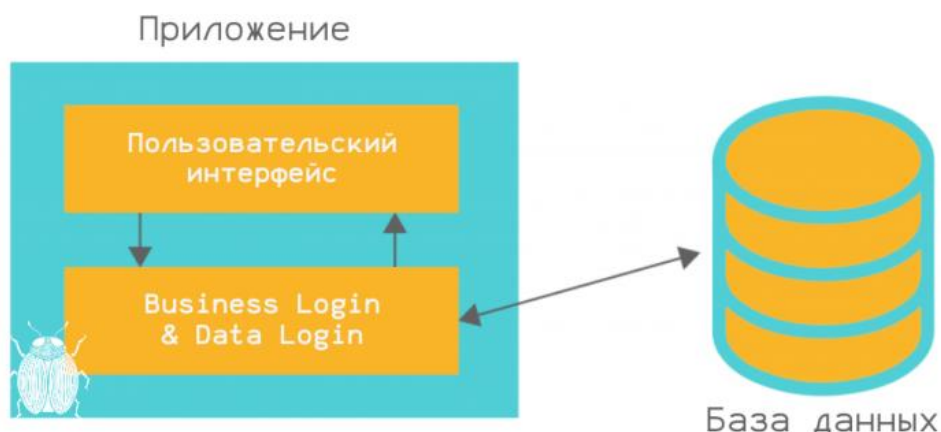 Приложение
Пользовательский
интерфейс
Business Login
& Data Login
База данных